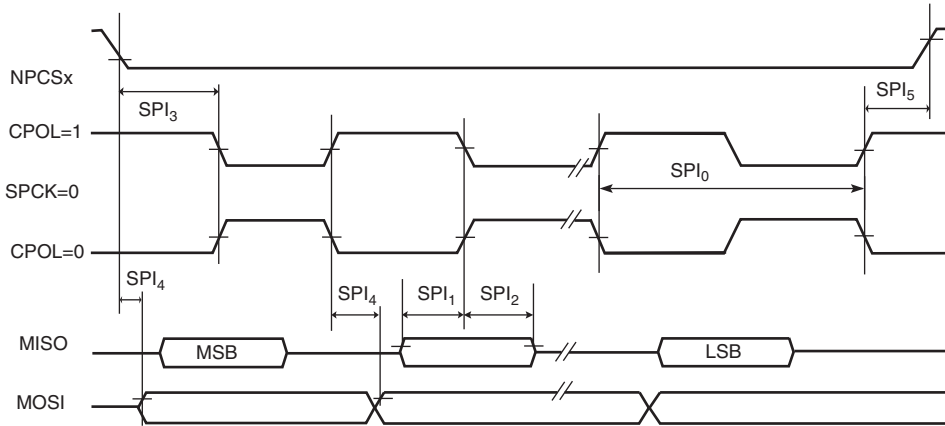 NPCSx
SPI₃
SPI₅
CPOL=1
SPCK=0
SPI₀
CPOL=0
SPI₄
SPI₄
SPI₁
SPI₂
MISO
MSB
LSB
MOSI